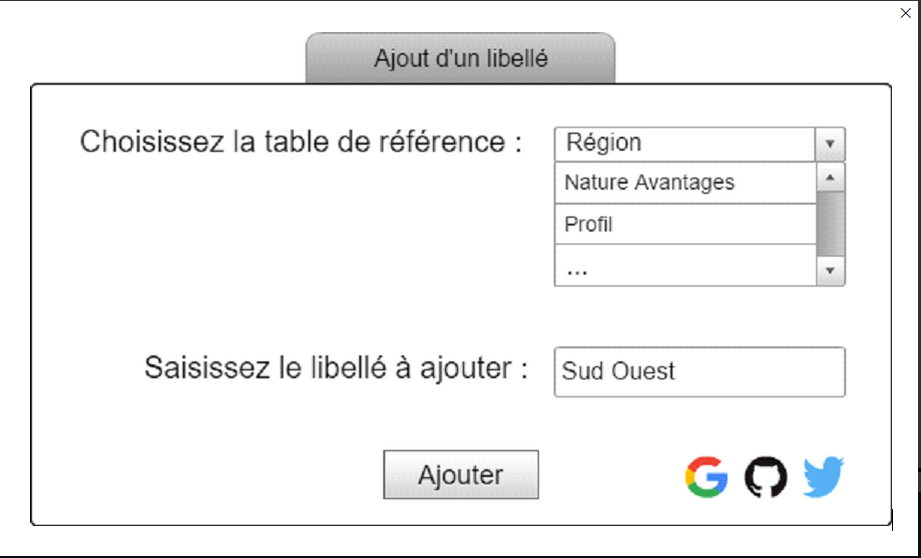 Ajout d'un libellé
Choisissez la table de référence :
Région
Nature Avantages
Profil
...
Saisissez le libellé à ajouter :
Sud Ouest
Ajouter